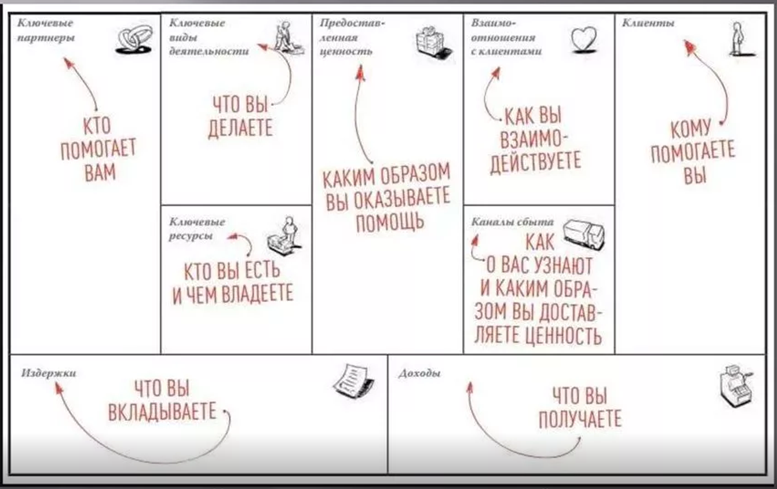 Ключевые
партнеры
КТО
ПОМОГАЕТ
ВАМ
Ключевые
виды
деятельности
ЧТО ВЫ
ДЕЛАЕТЕ
Ключевые
ресурсы
КТО ВЫ ЕСТЬ
И ЧЕМ ВЛАДЕЕТЕ
Предостав-
ленная
ценность
КАКИМ ОБРАЗОМ
ВЫ ОКАЗЫВАЕТЕ
ПОМОЩЬ
Взаимо-
отношения
с клиентами
КАК ВЫ
ВЗАИМО-
ДЕЙСТВУЕТЕ
Каналы сбыта
КАК
О ВАС УЗНАЮТ
И КАКИМ ОБРА-
ЗОМ ВЫ ДОСТАВ-
ЛЯЕТЕ ЦЕННОСТЬ
Клиенты
КОМУ
ПОМОГАЕТЕ
ВЫ
Издержки
ЧТО ВЫ
ВКЛАДЫВАЕТЕ
Доходы
ЧТО ВЫ
ПОЛУЧАЕТЕ